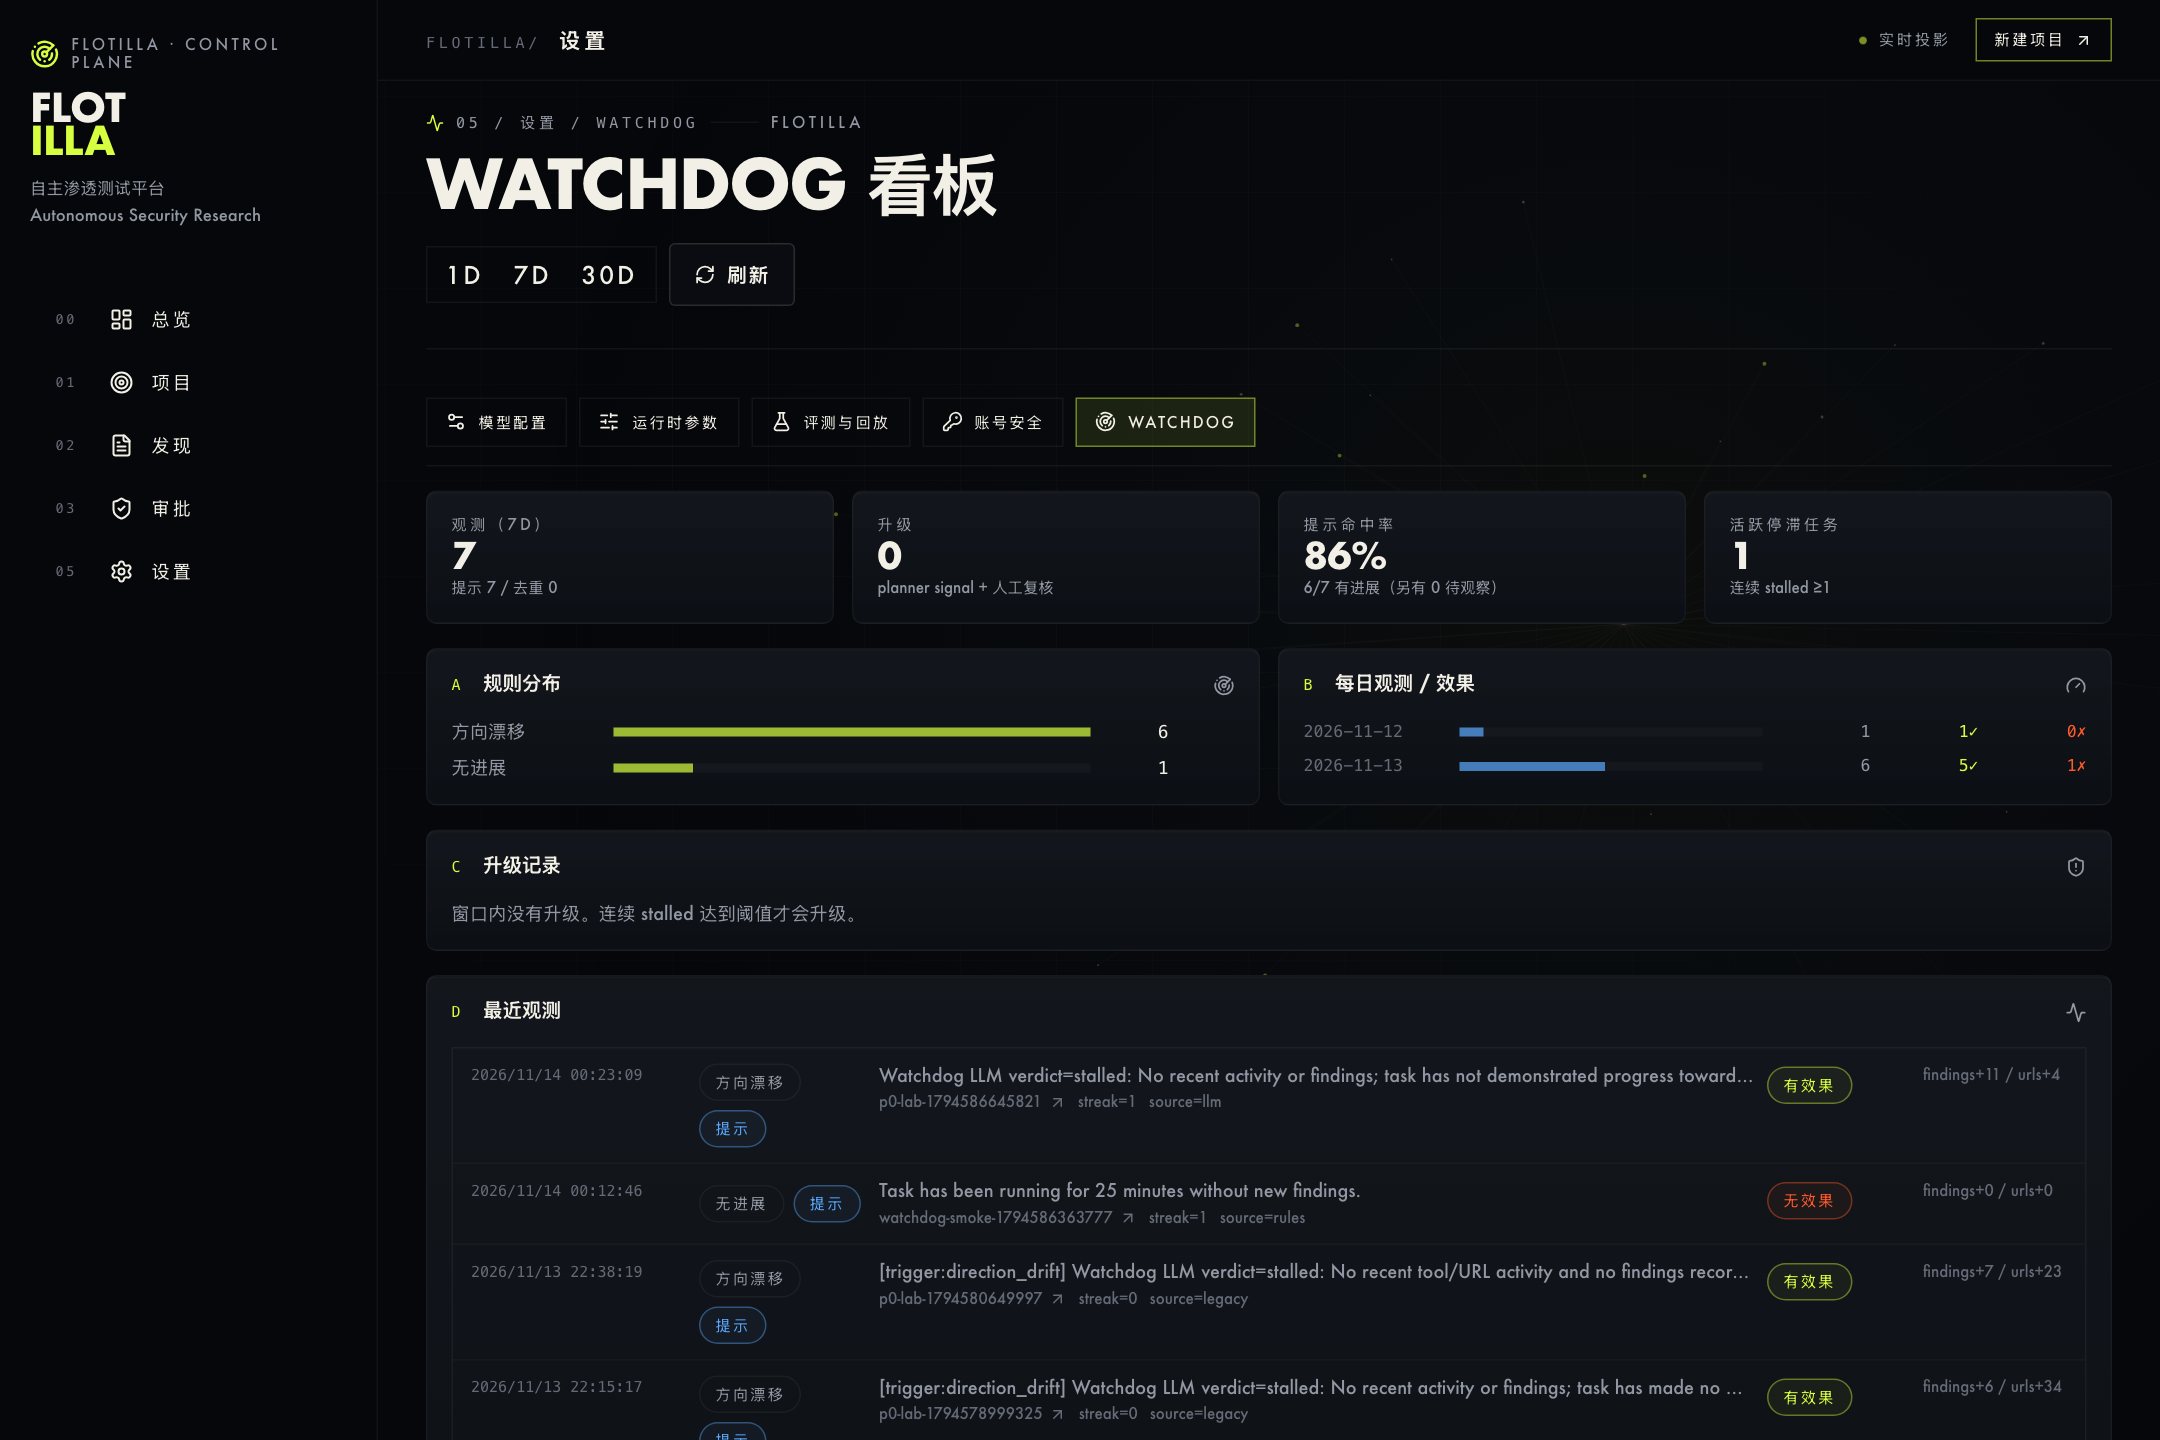 FLOTILLA · CONTROL
PLANE
FLOT
ILLA
自主渗透测试平台
Autonomous Security Research
00 总览
01 项目
02 发现
03 审批
05 设置
FLOTILLA/ 设置
实时投影
新建项目
05 / 设置 / WATCHDOG FLOTILLA
WATCHDOG 看板
1D 7D 30D 刷新
模型配置 运行时参数 评测与回放 账号安全 WATCHDOG
观测 (7D)
7
提示 7 / 去重 0
升级
0
planner signal + 人工复核
提示命中率
86%
6/7 有进展 (另有 0 待观察)
活跃停滞任务
1
连续 stalled ≥1
A 规则分布
方向漂移 6
无进展 1
B 每日观测 / 效果
2026-11-12 1 1✓ 0✗
2026-11-13 6 5✓ 1✗
C 升级记录
窗口内没有升级。连续 stalled 达到阈值才会升级。
D 最近观测
2026/11/14 00:23:09 方向漂移 提示
Watchdog LLM verdict=stalled: No recent activity or findings; task has not demonstrated progress toward...
p0-lab-1794586645821 streak=1 source=llm
有效果 findings+11 / urls+4
2026/11/14 00:12:46 无进展 提示
Task has been running for 25 minutes without new findings.
watchdog-smoke-1794586363777 streak=1 source=rules
无效果 findings+0 / urls+0
2026/11/13 22:38:19 方向漂移 提示
[trigger:direction_drift] Watchdog LLM verdict=stalled: No recent tool/URL activity and no findings recor...
p0-lab-1794580649997 streak=0 source=legacy
有效果 findings+7 / urls+23
2026/11/13 22:15:17 方向漂移 提示
[trigger:direction_drift] Watchdog LLM verdict=stalled: No recent activity or findings; task has made no ...
p0-lab-1794578999325 streak=0 source=legacy
有效果 findings+6 / urls+34